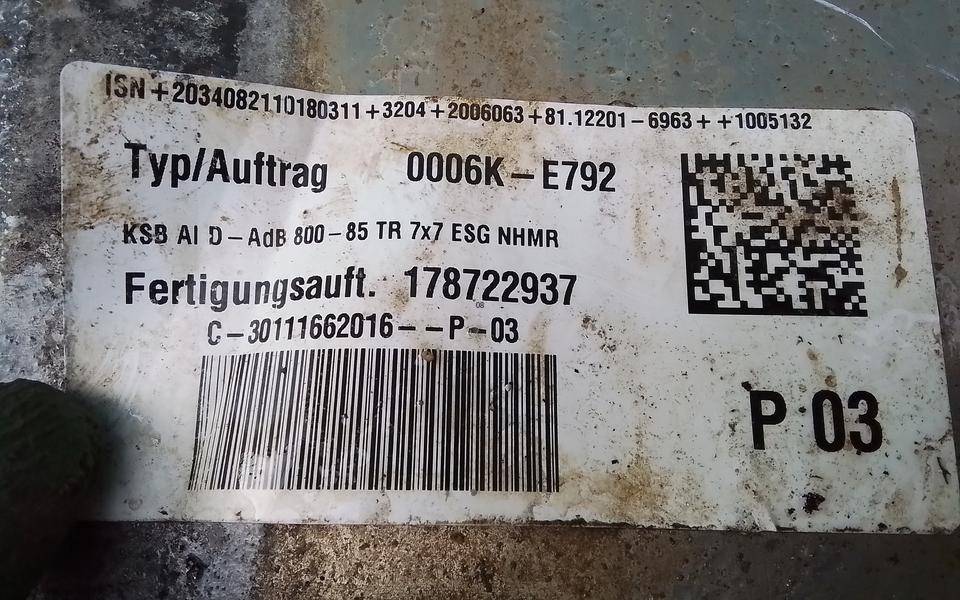 ISN +2034082110180311+3204+2006063+81.12201-6963++1005132
Typ/Auftrag 0006K-E792
KSB AI D-AdB 800-85 TR 7x7 ESG NHMR
Fertigungsauft. 178722937
08
C-30111662016--P-03
P 03